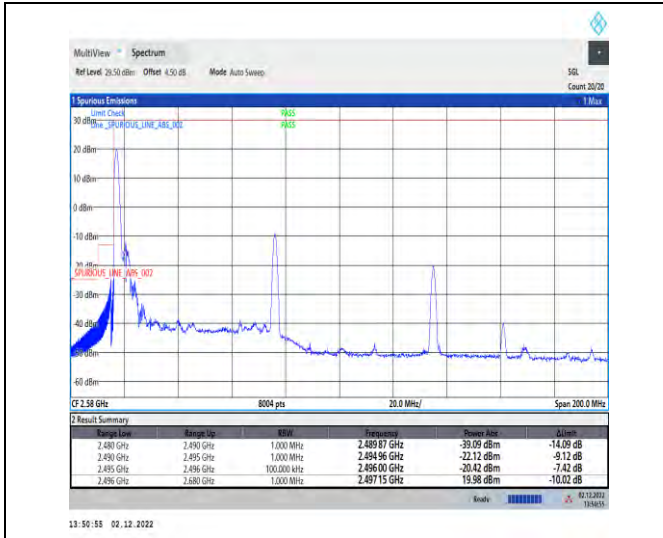 MultiView Spectrum
Ref Level 29.50 dBm Offset 4.50 dB Mode Auto Sweep SGL
Count 20/20
1 Spurious Emissions 1 Max
Limit Check PASS
30 dBm
Line _SPURIOUS_LINE_ABS_002 PASS
20 dBm
10 dBm
0 dBm
-10 dBm
-20 dBm
_SPURIOUS_LINE_ABS_002
-30 dBm
-40 dBm
-50 dBm
-60 dBm
CF 2.58 GHz 8004 pts 20.0 MHz/ Span 200.0 MHz
2 Result Summary
Range Low Range Up RBW Frequency Power Abs ΔLimit
2.480 GHz 2.490 GHz 1.000 MHz 2.489 87 GHz -39.09 dBm -14.09 dB
2.490 GHz 2.495 GHz 1.000 MHz 2.494 96 GHz -22.12 dBm -9.12 dB
2.495 GHz 2.496 GHz 100.000 kHz 2.496 00 GHz -20.42 dBm -7.42 dB
2.496 GHz 2.680 GHz 1.000 MHz 2.497 15 GHz 19.98 dBm -10.02 dB
Ready 02.12.2022
13:50:55
13:50:55 02.12.2022